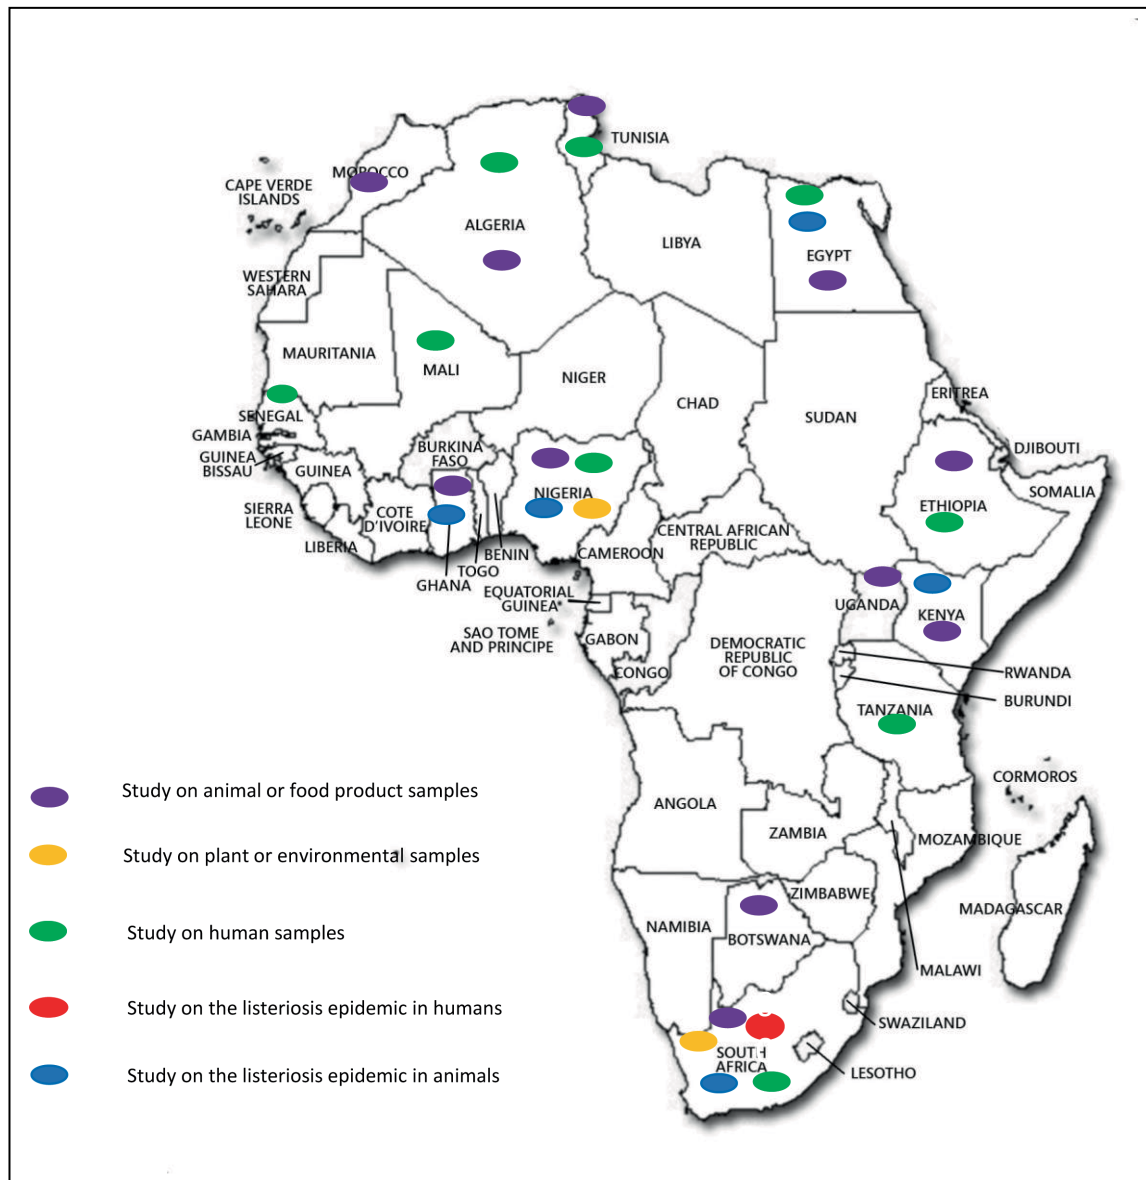 TUNISIA
MOROCCO
CAPE VERDE
ISLANDS
ALGERIA
LIBYA
EGYPT
WESTERN
SAHARA
MAURITANIA
MALI
NIGER
CHAD
SUDAN
ERITREA
SENEGAL
GAMBIA
GUINEA
BISSAU
GUINEA
BURKINA
FASO
DJIBOUTI
SOMALIA
NIGERIA
ETHIOPIA
SIERRA
LEONE
COTE
D'IVOIRE
LIBERIA
CENTRAL AFRICAN
REPUBLIC
CAMEROON
BENIN
TOGO
GHANA
EQUATORIAL
GUINEA
UGANDA
KENYA
SAO TOME
AND PRINCIPE
GABON
CONGO
DEMOCRATIC
REPUBLIC
OF CONGO
RWANDA
BURUNDI
TANZANIA
CORMOROS
ANGOLA
ZAMBIA
MOZAMBIQUE
ZIMBABWE
MADAGASCAR
NAMIBIA
BOTSWANA
MALAWI
SWAZILAND
SOUTH
AFRICA
LESOTHO
Study on animal or food product samples
Study on plant or environmental samples
Study on human samples
Study on the listeriosis epidemic in humans
Study on the listeriosis epidemic in animals